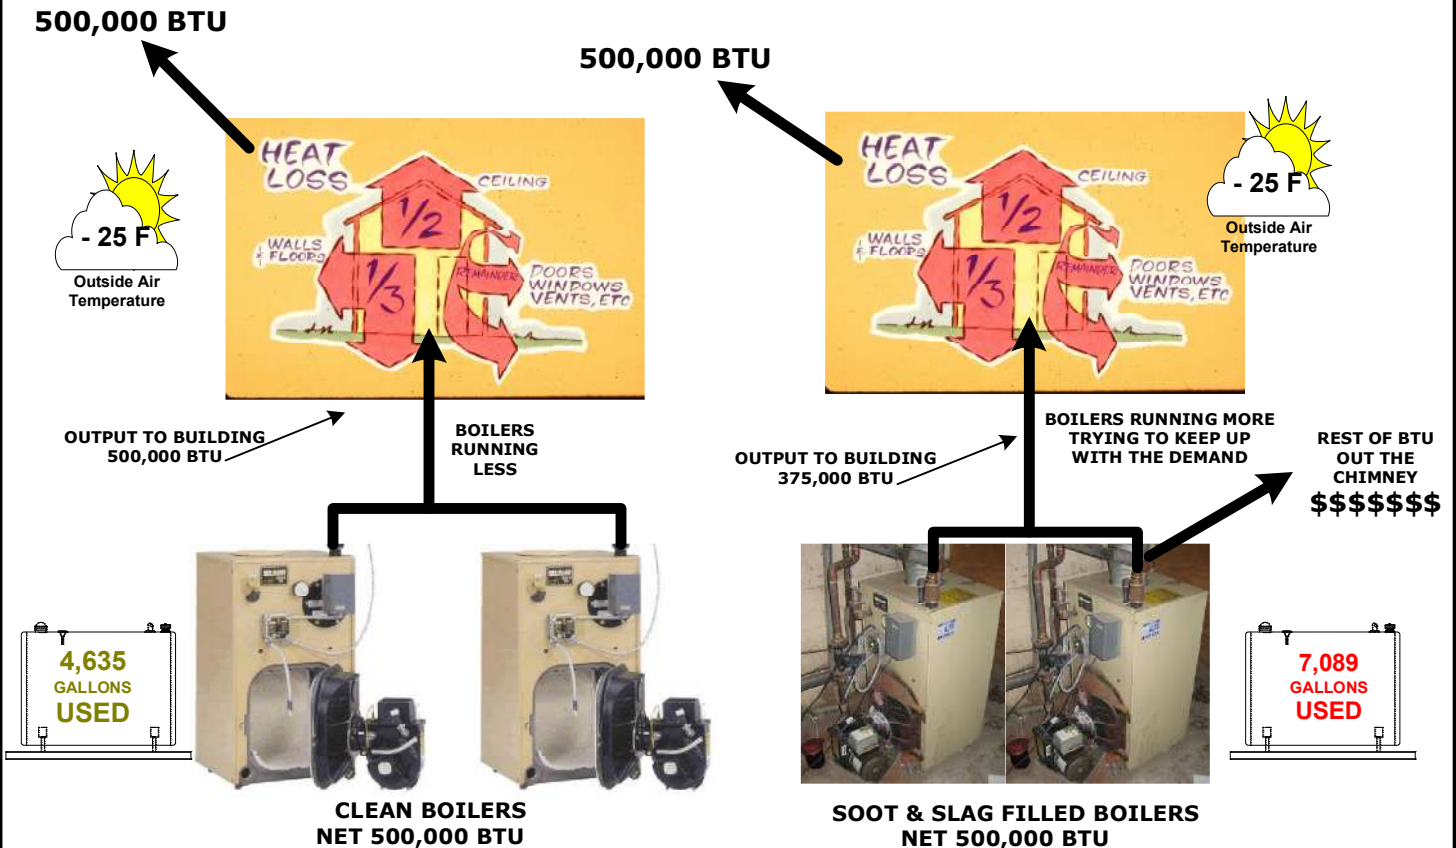 500,000 BTU
500,000 BTU
HEAT
LOSS
CEILING
1/2
WALLS
& FLOORS
1/3
REMAINDER
DOORS
WINDOWS
VENTS, ETC
- 25 F
Outside Air
Temperature
HEAT
LOSS
CEILING
1/2
WALLS
& FLOORS
1/3
REMAINDER
DOORS
WINDOWS
VENTS, ETC
- 25 F
Outside Air
Temperature
OUTPUT TO BUILDING
500,000 BTU
BOILERS
RUNNING
LESS
OUTPUT TO BUILDING
375,000 BTU
BOILERS RUNNING MORE
TRYING TO KEEP UP
WITH THE DEMAND
REST OF BTU
OUT THE
CHIMNEY
$$$$$$$
4,635
GALLONS
USED
7,089
GALLONS
USED
CLEAN BOILERS
NET 500,000 BTU
SOOT & SLAG FILLED BOILERS
NET 500,000 BTU